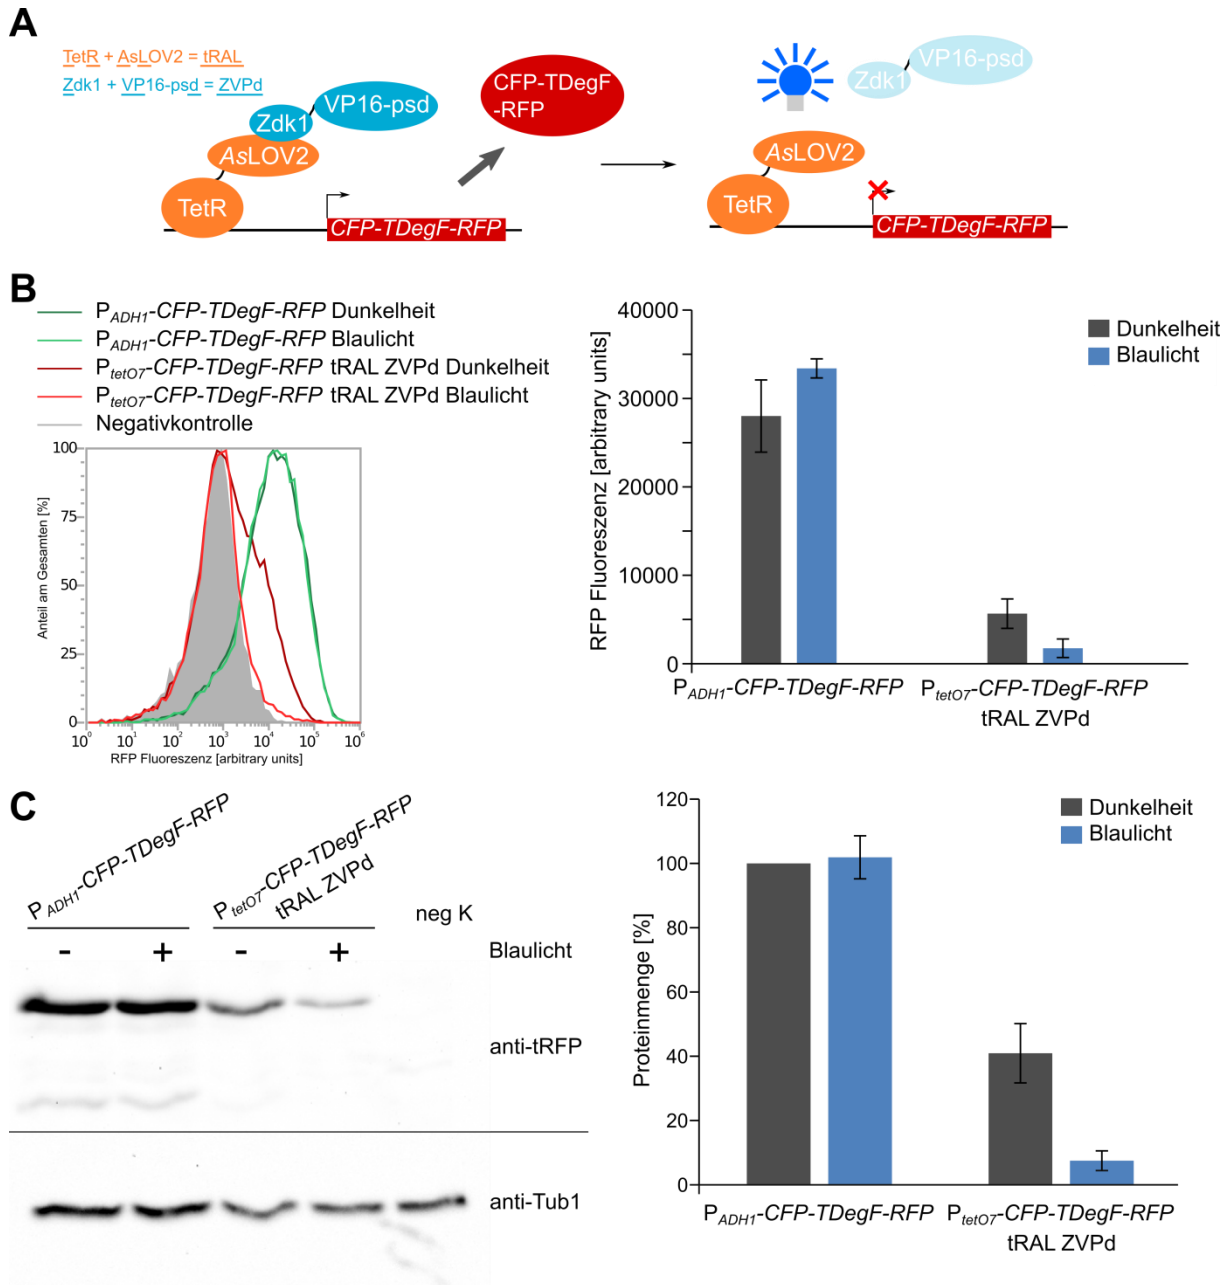 A
TetR + AsLOV2 = tRAL
Zdk1 + VP16-psd = ZVPd
VP16-psd
Zdk1
AsLOV2
TetR
CFP-TDegF-RFP
CFP-TDegF
-RFP
VP16-psd
Zdk1
AsLOV2
TetR
CFP-TDegF-RFP
B
PADH1-CFP-TDegF-RFP Dunkelheit
PADH1-CFP-TDegF-RFP Blaulicht
PtetO7-CFP-TDegF-RFP tRAL ZVPd Dunkelheit
PtetO7-CFP-TDegF-RFP tRAL ZVPd Blaulicht
Negativkontrolle
Anteil am Gesamten [%]
100
75
50
25
0
10^0 10^1 10^2 10^3 10^4 10^5 10^6
RFP Fluoreszenz [arbitrary units]
RFP Fluoreszenz [arbitrary units]
40000
30000
20000
10000
0
Dunkelheit
Blaulicht
PADH1-CFP-TDegF-RFP
PtetO7-CFP-TDegF-RFP
tRAL ZVPd
C
PADH1-CFP-TDegF-RFP
PtetO7-CFP-TDegF-RFP
tRAL ZVPd
neg K
- + - + Blaulicht
anti-tRFP
anti-Tub1
Proteinmenge [%]
120
100
80
60
40
20
0
Dunkelheit
Blaulicht
PADH1-CFP-TDegF-RFP
PtetO7-CFP-TDegF-RFP
tRAL ZVPd